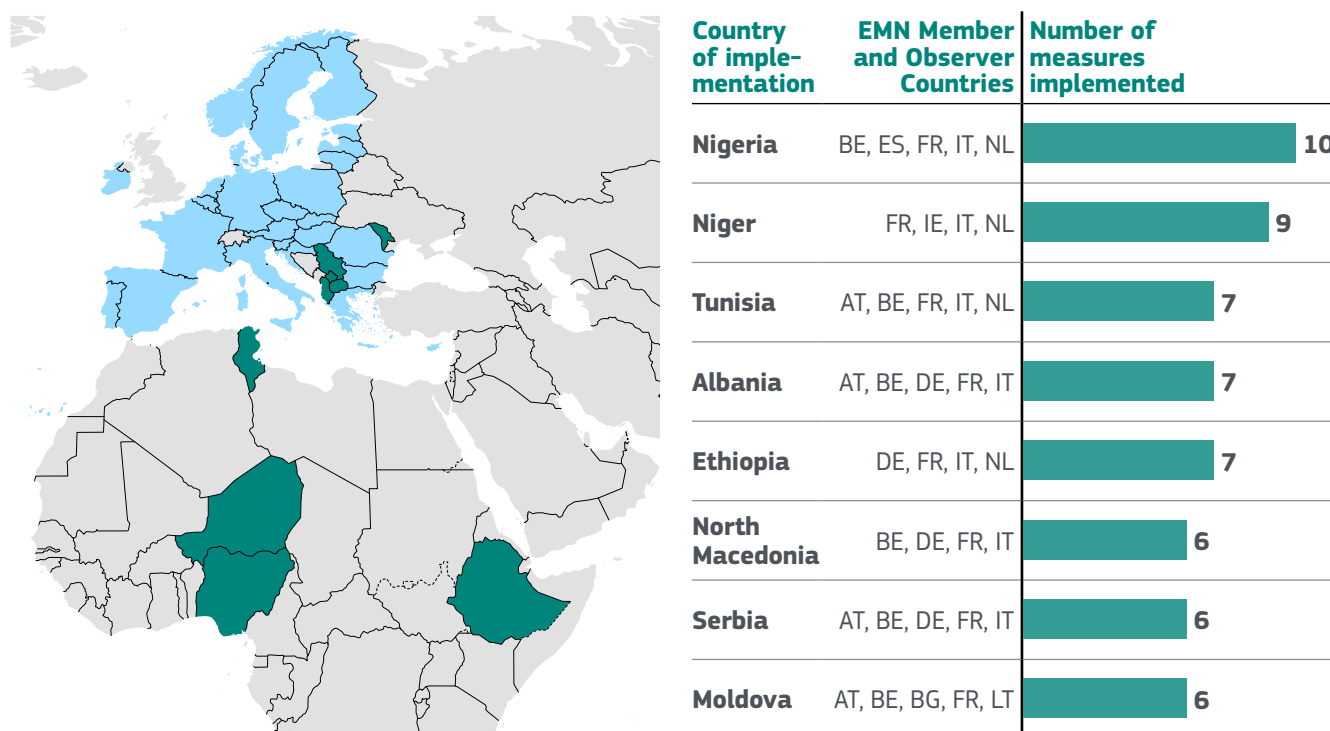 Country of imple- mentation
EMN Member and Observer Countries
Number of measures implemented
Nigeria BE, ES, FR, IT, NL 10
Niger FR, IE, IT, NL 9
Tunisia AT, BE, FR, IT, NL 7
Albania AT, BE, DE, FR, IT 7
Ethiopia DE, FR, IT, NL 7
North Macedonia BE, DE, FR, IT 6
Serbia AT, BE, DE, FR, IT 6
Moldova AT, BE, BG, FR, LT 6